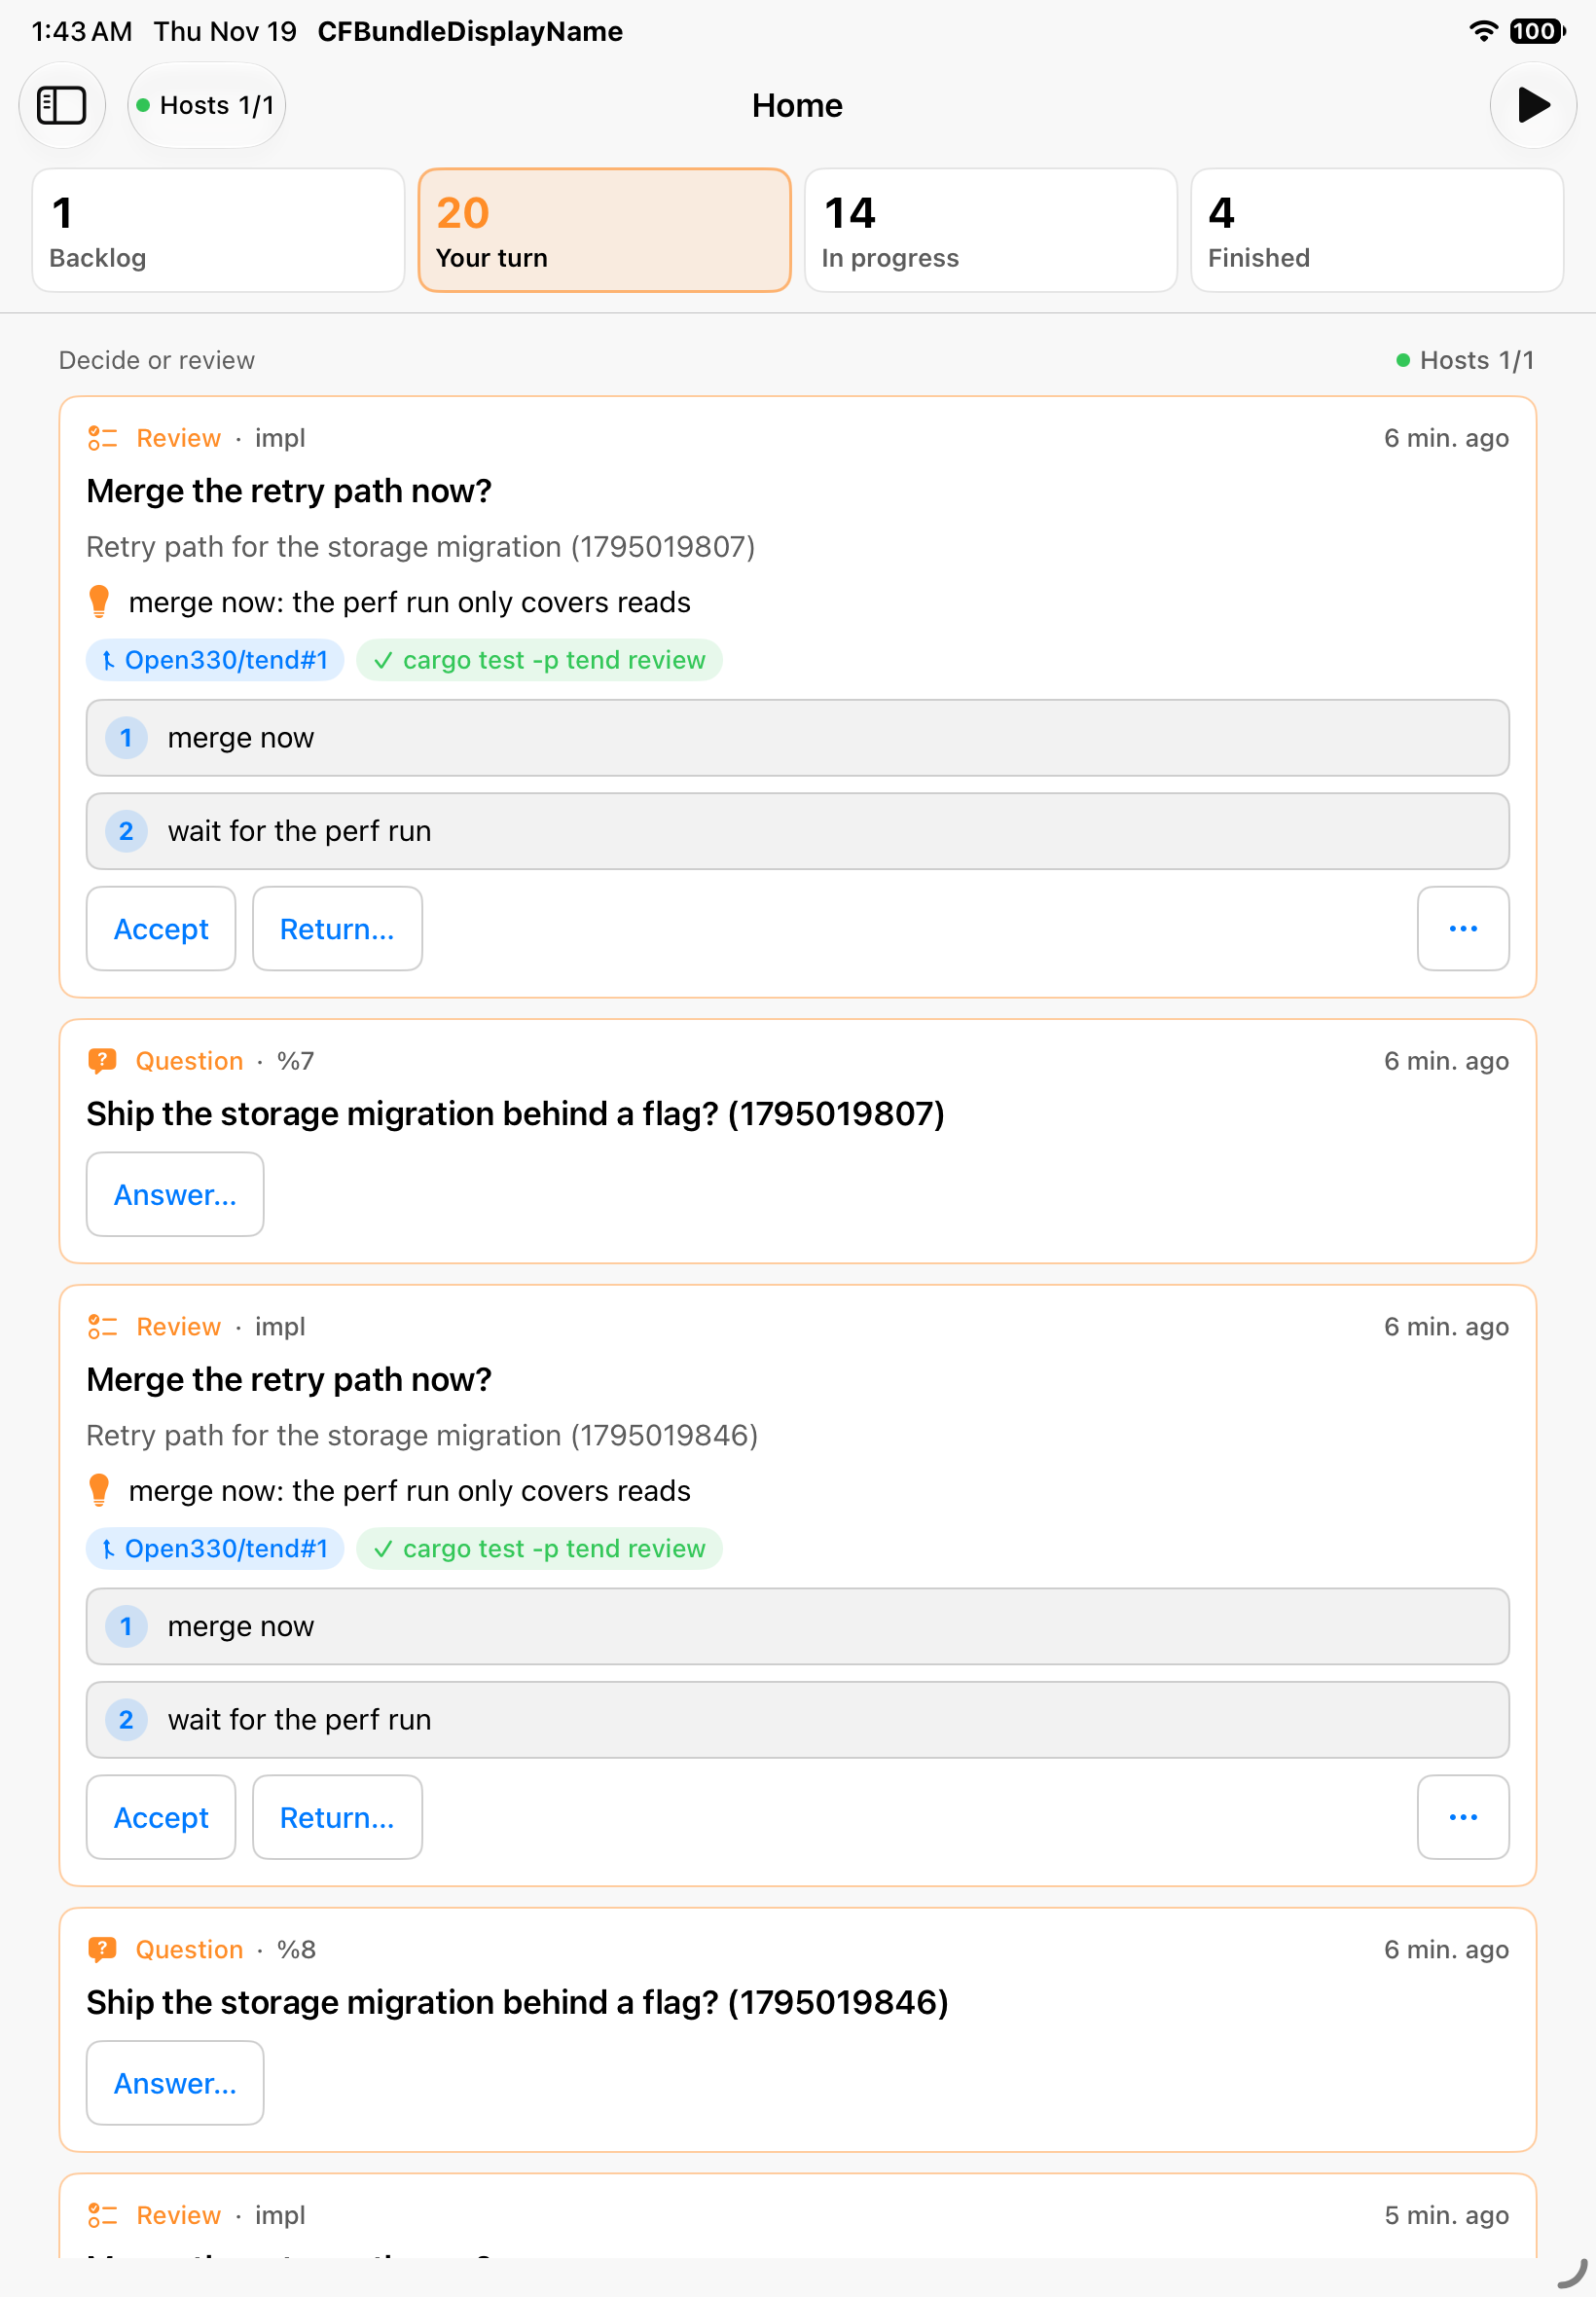 1:43 AM Thu Nov 19 CFBundleDisplayName
100
Hosts 1/1
Home
1
Backlog
20
Your turn
14
In progress
4
Finished
Decide or review
Hosts 1/1
Review · impl
6 min. ago
Merge the retry path now?
Retry path for the storage migration (1795019807)
merge now: the perf run only covers reads
Open330/tend#1
✓ cargo test -p tend review
1 merge now
2 wait for the perf run
Accept
Return...
...
? Question · %7
6 min. ago
Ship the storage migration behind a flag? (1795019807)
Answer...
Review · impl
6 min. ago
Merge the retry path now?
Retry path for the storage migration (1795019846)
merge now: the perf run only covers reads
Open330/tend#1
✓ cargo test -p tend review
1 merge now
2 wait for the perf run
Accept
Return...
...
? Question · %8
6 min. ago
Ship the storage migration behind a flag? (1795019846)
Answer...
Review · impl
5 min. ago